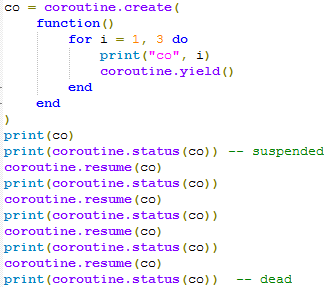 co = coroutine.create(
    function()
        for i = 1, 3 do
            print("co", i)
            coroutine.yield()
        end
    end
)
print(co)
print(coroutine.status(co)) -- suspended
coroutine.resume(co)
print(coroutine.status(co))
coroutine.resume(co)
print(coroutine.status(co))
coroutine.resume(co)
print(coroutine.status(co))
coroutine.resume(co)
print(coroutine.status(co))  -- dead